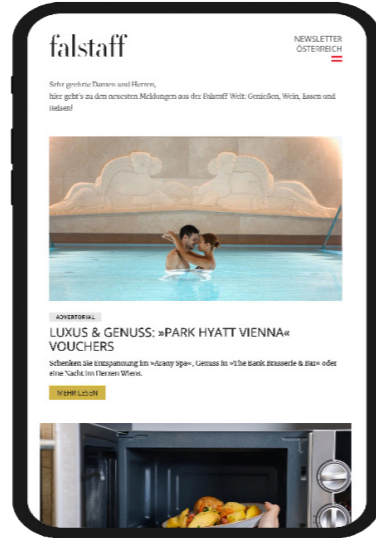 falstaff
NEWSLETTER
ÖSTERREICH
Sehr geehrte Damen und Herren,
hier geht's zu den neuesten Meldungen aus der Falstaff Welt: Genießen, Wein, Essen und
Reisen!
ADVERTORIAL
LUXUS & GENUSS: »PARK HYATT VIENNA«
VOUCHERS
Schenken Sie Entspannung im »Arany Spa«, Genuss in »The Bank Brasserie & Bar« oder
eine Nacht im Herzen Wiens.
MEHR LESEN